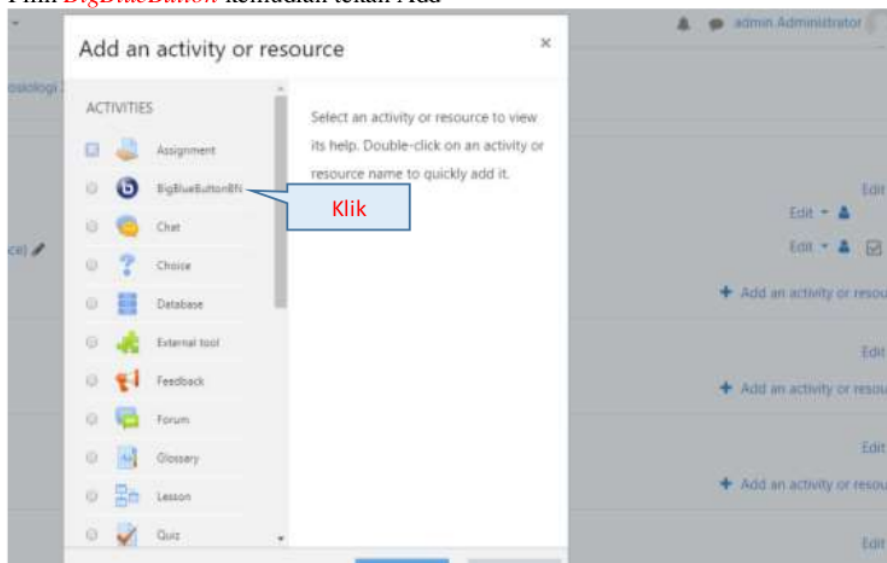 Pilih BigBlueButton kemudian tekan Add
admin Administrator
Add an activity or resource
×
ACTIVITIES
Select an activity or resource to view
its help. Double-click on an activity or
resource name to quickly add it.
Assignment
BigBlueButtonBN
Klik
Chat
Choice
Database
External tool
Feedback
Forum
Glossary
Lesson
Quiz
Edit
Edit
Edit
Add an activity or resou
Edit
Add an activity or resou
Edit
Add an activity or resou
Edit